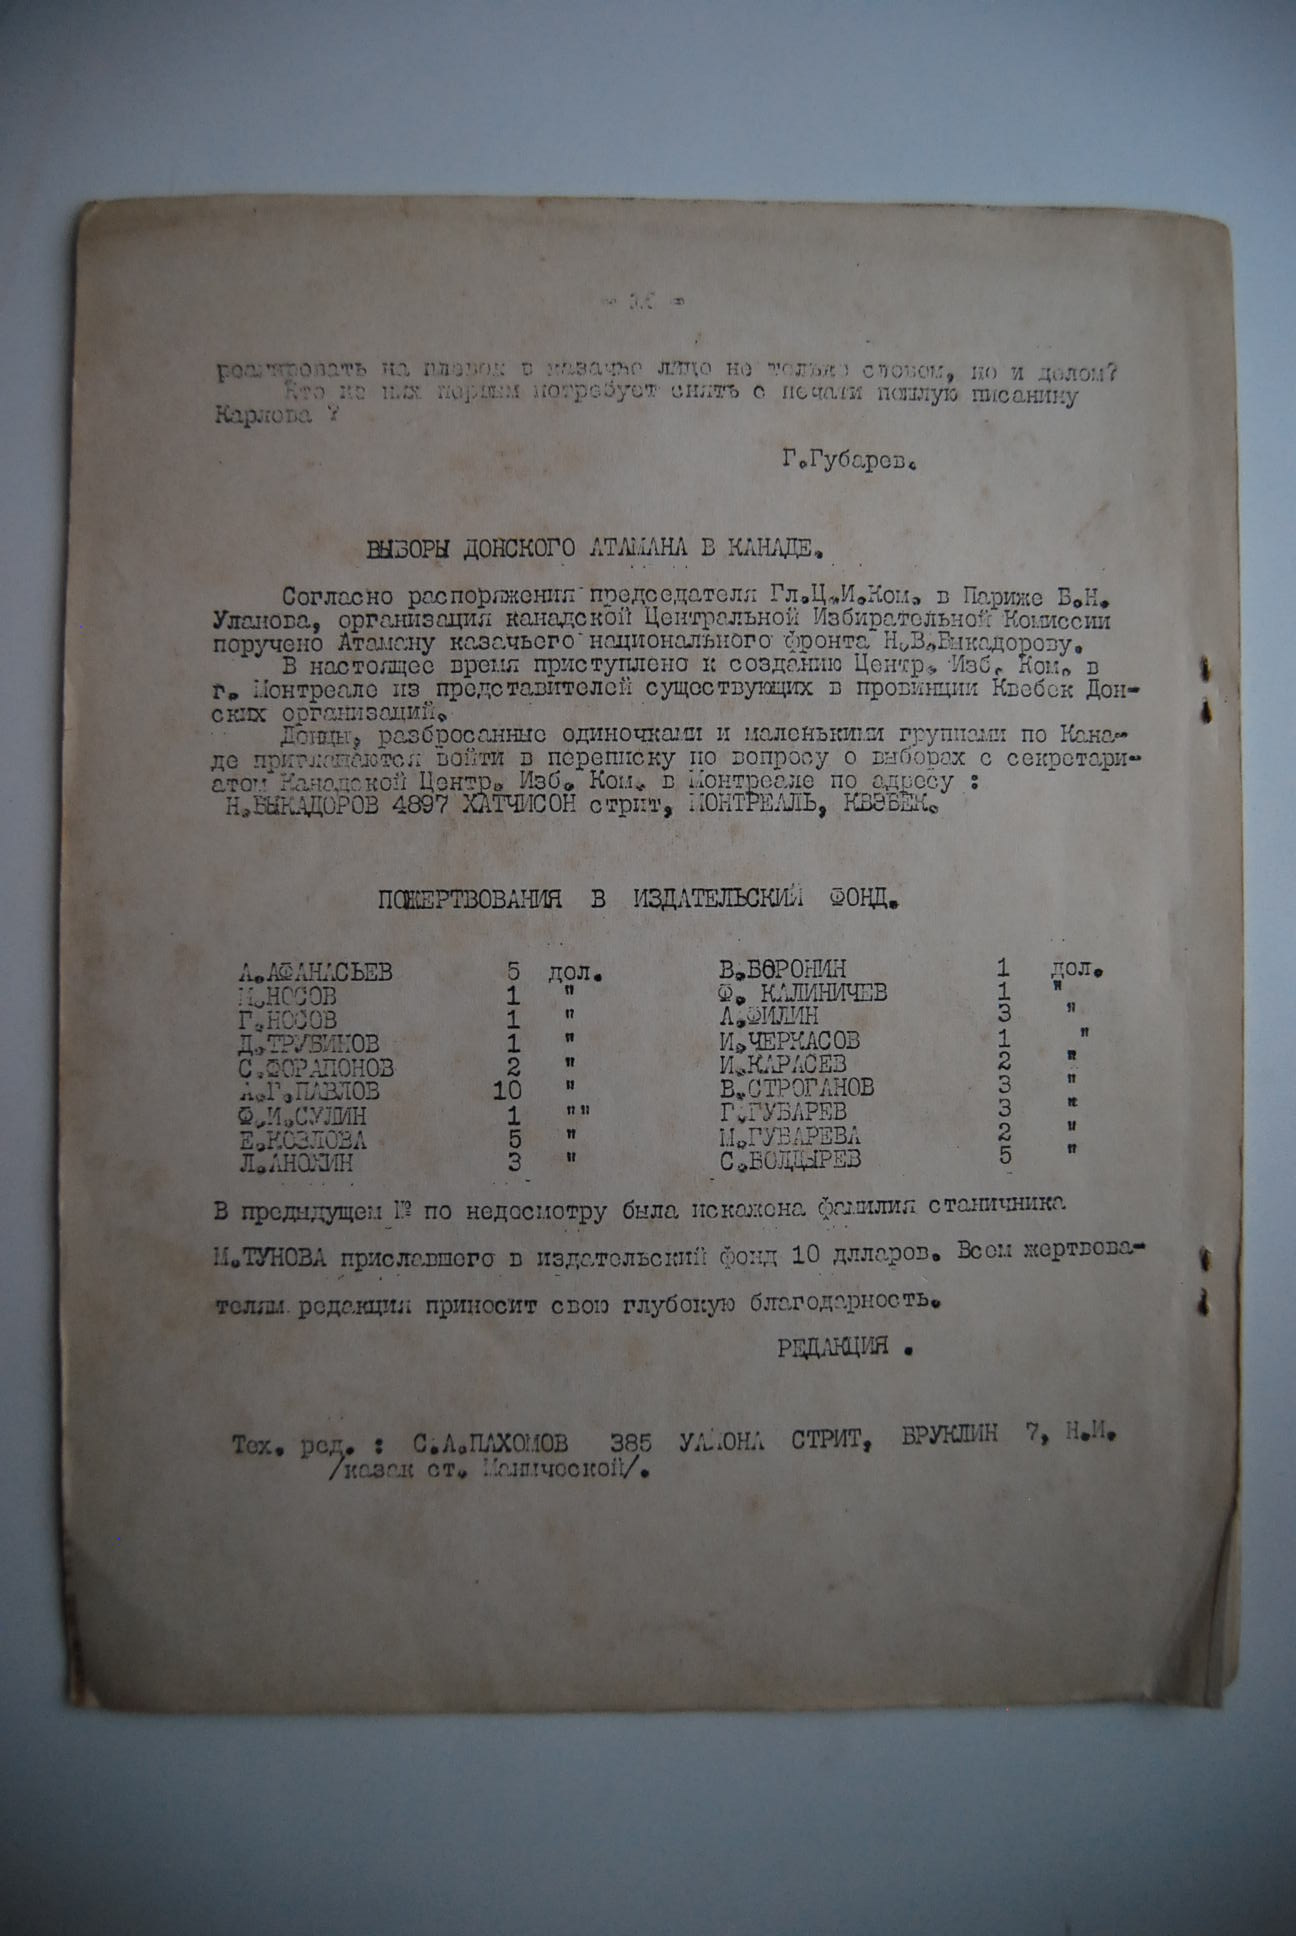 реагировать на плевок в казачье лицо не только словом, но и делом?
Кто из них первым потребует снять с печати пошлую писанину
Карлова ?
Г.Губарев.
ВЫБОРЫ ДОНСКОГО АТАМАНА В КАНАДЕ.
Согласно распоряжения председателя Гл.Ц.И.Ком. в Париже Б.Н.
Уланова, организация канадской Центральной Избирательной Комиссии
поручено Атаману казачьего национального фронта Н.В.Быкадорову.
В настоящее время приступлено к созданию Центр. Изб. Ком. в
г. Монтреале из представителей существующих в провинции Квебек Дон-
ских организаций.
Донцы, разбросанные одиночками и маленькими группами по Кана-
де приглашаются войти в переписку по вопросу о выборах с секретари-
атом Канадской Центр. Изб. Ком. в Монтреале по адресу :
Н.БЫКАДОРОВ 4897 ХАТЧИСОН стрит, МОНТРЕАЛЬ, КВЭБЕК.
ПОЖЕРТВОВАНИЯ В ИЗДАТЕЛЬСКИЙ ФОНД.
А.АФАНАСЬЕВ 5 дол. В.БОРОНИН 1 дол.
НОСОВ 1 " Ф. КАЛИНИЧЕВ 1 "
Г.НОСОВ 1 " А.ФИЛИН 3 "
Д.ТРУБИНОВ 1 " И.ЧЕРКАСОВ 1 "
С.ФОРАПОНОВ 2 " И.КАРАСЕВ 2 "
А.Г.ПАВЛОВ 10 " В.СТРОГАНОВ 3 "
Ф.И.СУЛИН 1 "" Г.ГУБАРЕВ 3 "
Е.КОЗЛОВА 5 " М.ГУБАРЕВА 2 "
Л.АНОХИН 3 " С.БОЛДЫРЕВ 5 "
В предыдущем № по недосмотру была искажена фамилия станичника
М.ТУНОВА приславшего в издательский фонд 10 длларов. Всем жертвова-
телям редакция приносит свою глубокую благодарность.
РЕДАКЦИЯ .
Тех. ред. : С.А.ПАХОМОВ 385 СТРИТ, БРУКЛИН 7, Н.И.
/казак ст. Манической/.